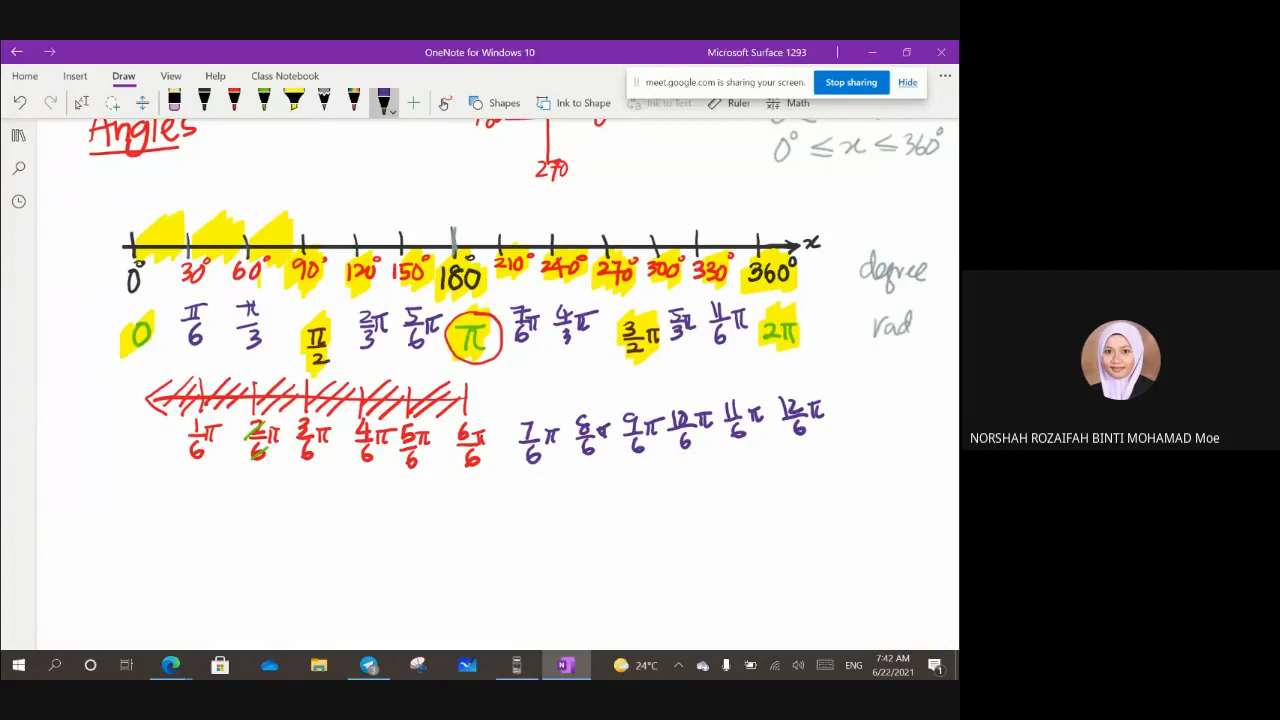 OneNote for Windows 10
Microsoft Surface 1293
Home Insert Draw View Help Class Notebook
meet.google.com is sharing your screen. Stop sharing Hide
Shapes Ink to Shape Ink to Text Ruler Math
Angles
270
0° ≤ x ≤ 360°
x
0° 30° 60° 90° 120° 150° 180° 210° 240° 270° 300° 330° 360° degree
0 π/6 π/3 π/2 2/3π 5/6π π 7/6π 4/3π 3/2π 5/3π 11/6π 2π rad
1/6π 2/6π 3/6π 4/6π 5/6π 6/6π 7/6π 8/6π 9/6π 10/6π 11/6π 12/6π
NORSHAH ROZAIFAH BINTI MOHAMAD Moe
24°C ENG 7:42 AM
6/22/2021